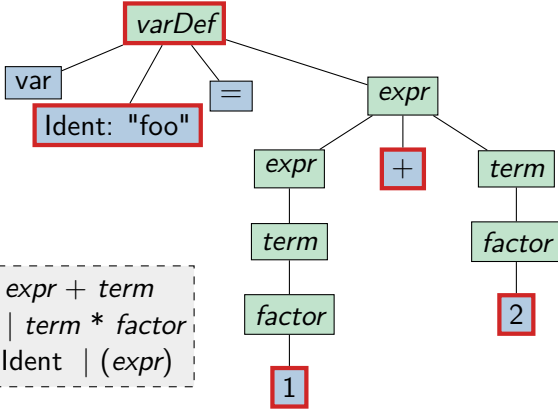 varDef
var
Ident: "foo"
=
expr
expr
+
term
term
factor
factor
2
1
expr + term
| term * factor
Ident | (expr)